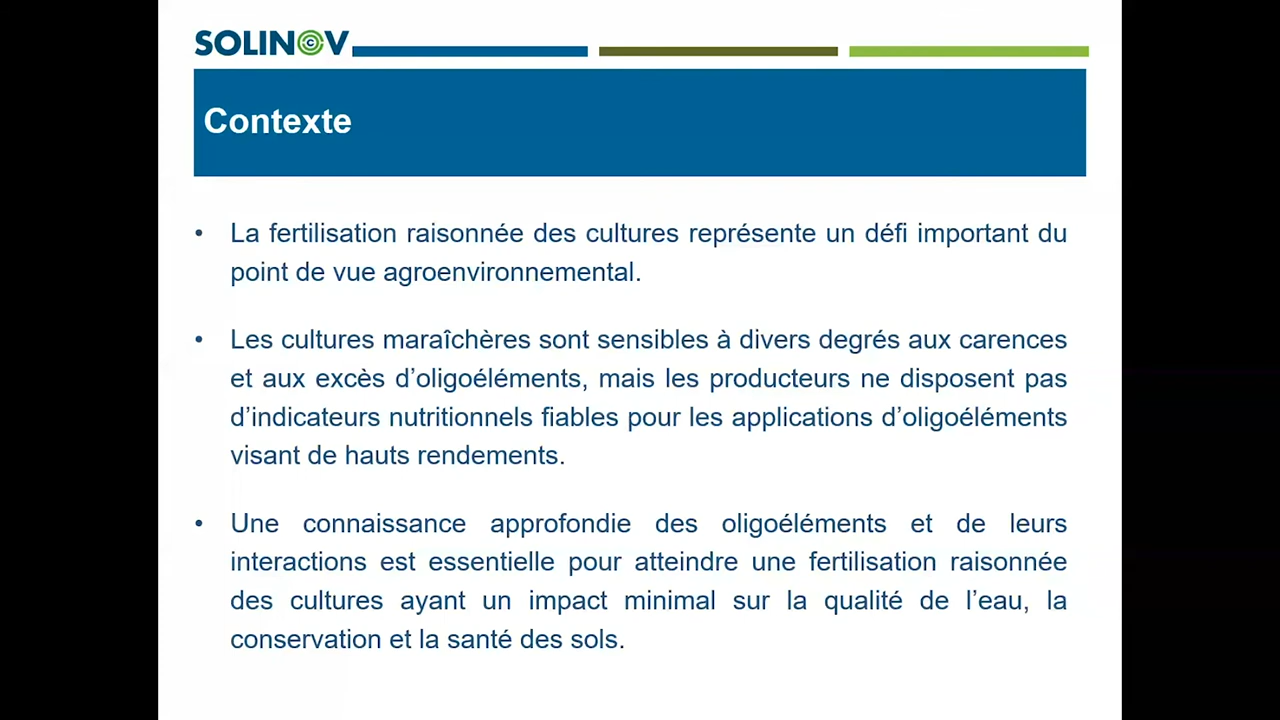 SOLINOV
Contexte
• La fertilisation raisonnée des cultures représente un défi important du
point de vue agroenvironnemental.
• Les cultures maraîchères sont sensibles à divers degrés aux carences
et aux excès d’oligoéléments, mais les producteurs ne disposent pas
d’indicateurs nutritionnels fiables pour les applications d’oligoéléments
visant de hauts rendements.
• Une connaissance approfondie des oligoéléments et de leurs
interactions est essentielle pour atteindre une fertilisation raisonnée
des cultures ayant un impact minimal sur la qualité de l’eau, la
conservation et la santé des sols.